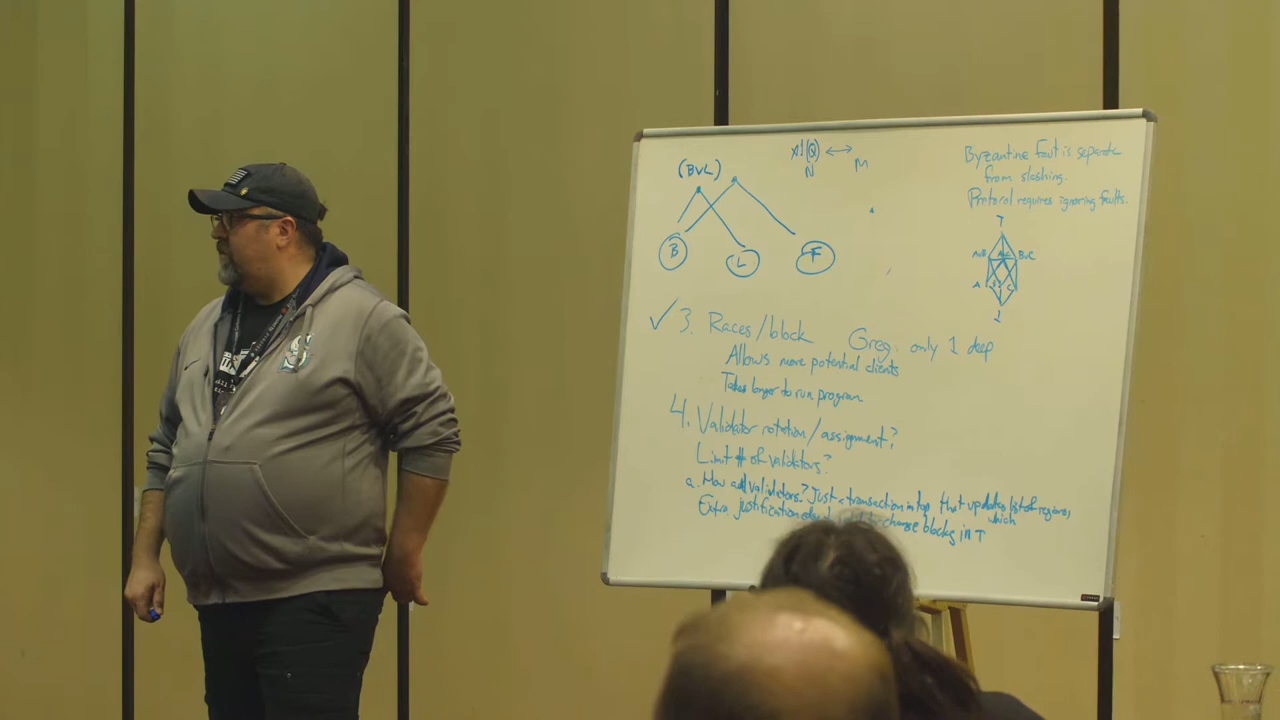 (BVL)
N
M
B
L
F
Byzantine fault is separate
from slashing.
Protocol requires ignoring faults.
T
AvB
BvC
A
B
C
⊥
✓ 3. Races/block
Greg: only 1 deep
Allows more potential clients
Takes longer to run program
4. Validator rotation/assignment?
Limit # of validators?
a. How add validators? Just a transaction in top that updates list of regions,
which
Extra justification change blocks in T
S